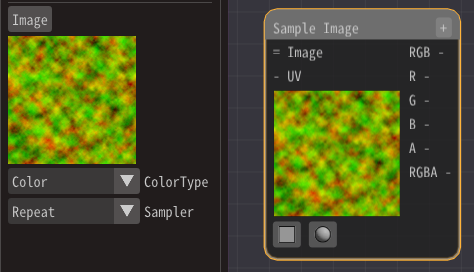 Image
Color ColorType
Repeat Sampler
Sample Image +
= Image RGB -
- UV R -
G -
B -
A -
RGBA -